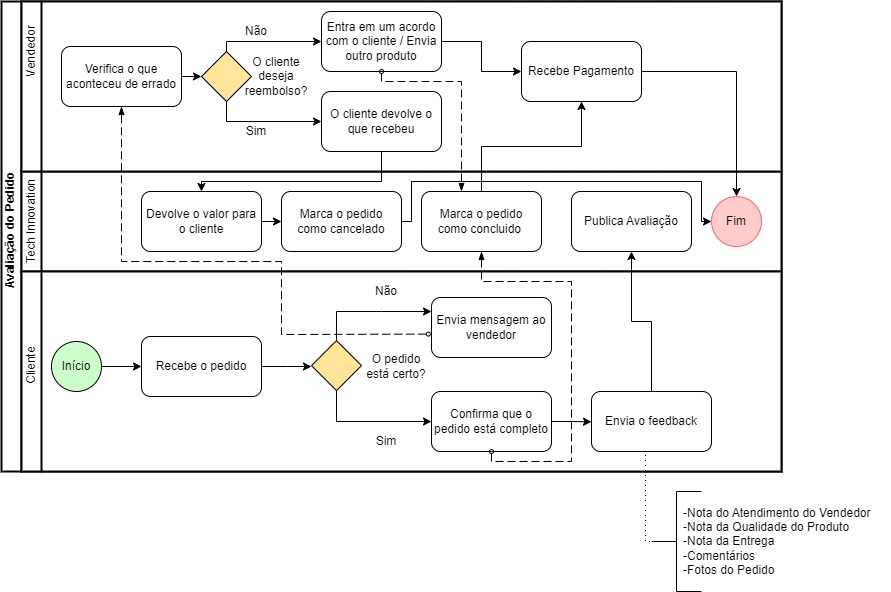 Avaliação do Pedido
Vendedor
Verifica o que
aconteceu de errado
Não
O cliente
deseja
reembolso?
Sim
Entra em um acordo
com o cliente / Envia
outro produto
O cliente devolve o
que recebeu
Recebe Pagamento
Tech Innovation
Devolve o valor para
o cliente
Marca o pedido
como cancelado
Marca o pedido
como concluido
Publica Avaliação
Fim
Cliente
Início
Recebe o pedido
Não
O pedido
está certo?
Sim
Envia mensagem ao
vendedor
Confirma que o
pedido está completo
Envia o feedback
-Nota do Atendimento do Vendedor
-Nota da Qualidade do Produto
-Nota da Entrega
-Comentários
-Fotos do Pedido